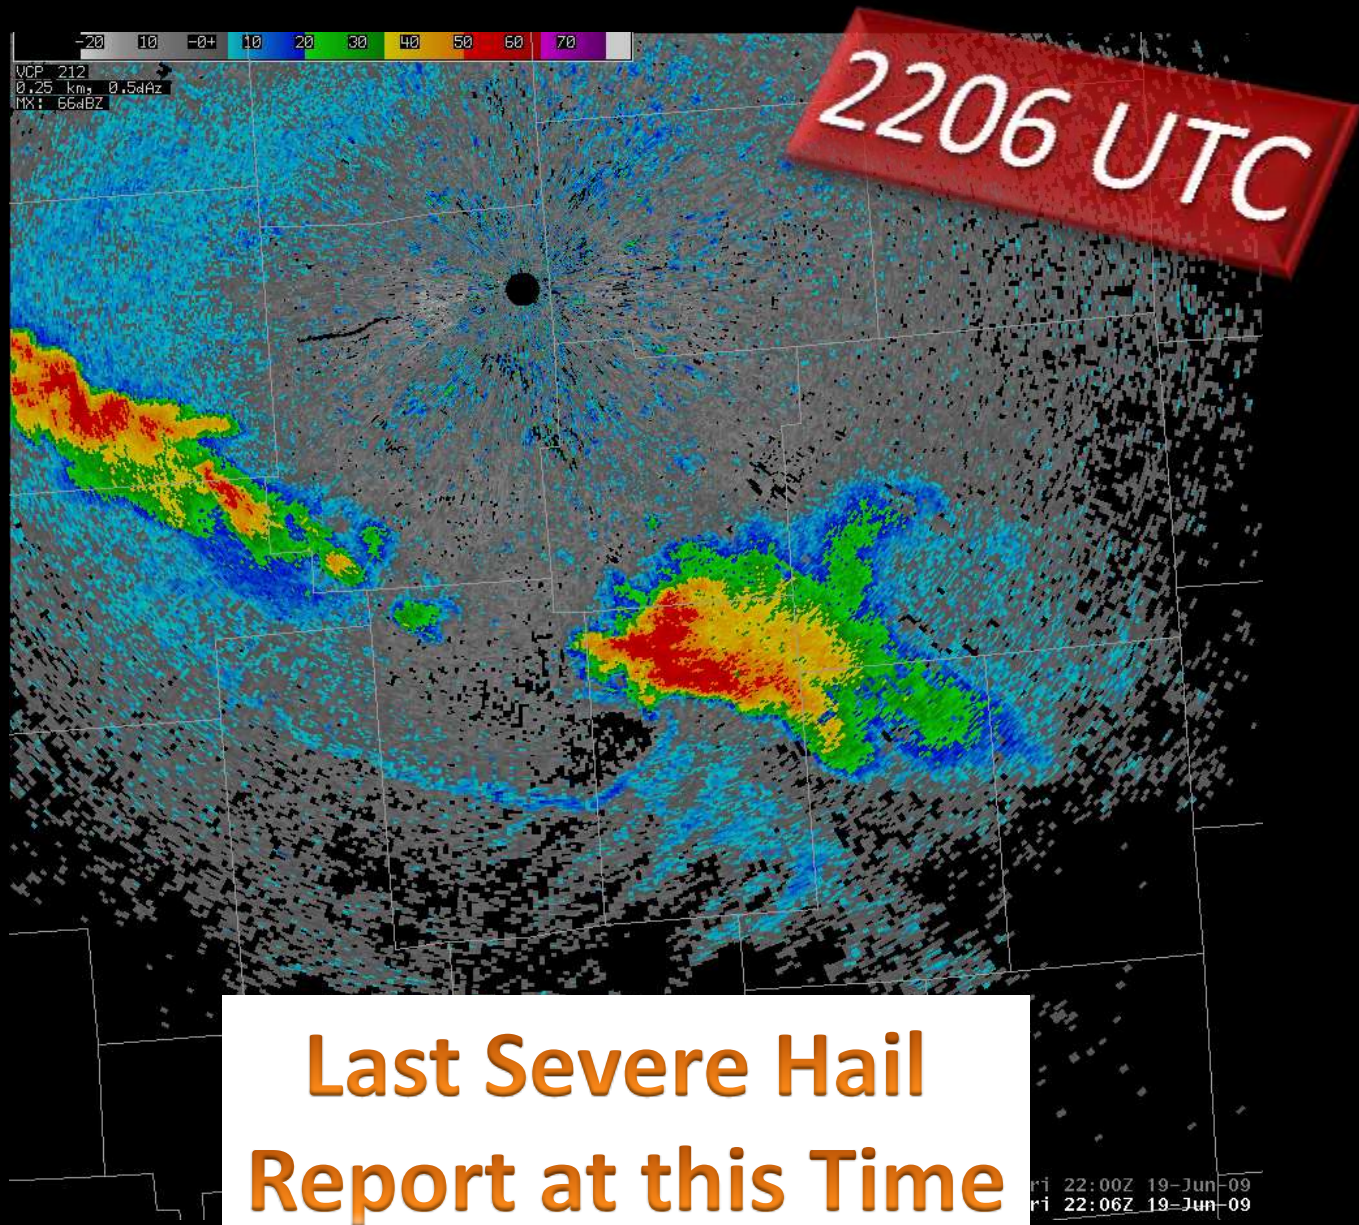 -20 10 -0+ 10 20 30 40 50 60 70
VCP 212
0.25 km, 0.5dAz
MX: 66dBZ
2206 UTC
Last Severe Hail
Report at this Time
ri 22:00Z 19-Jun-09
ri 22:06Z 19-Jun-09